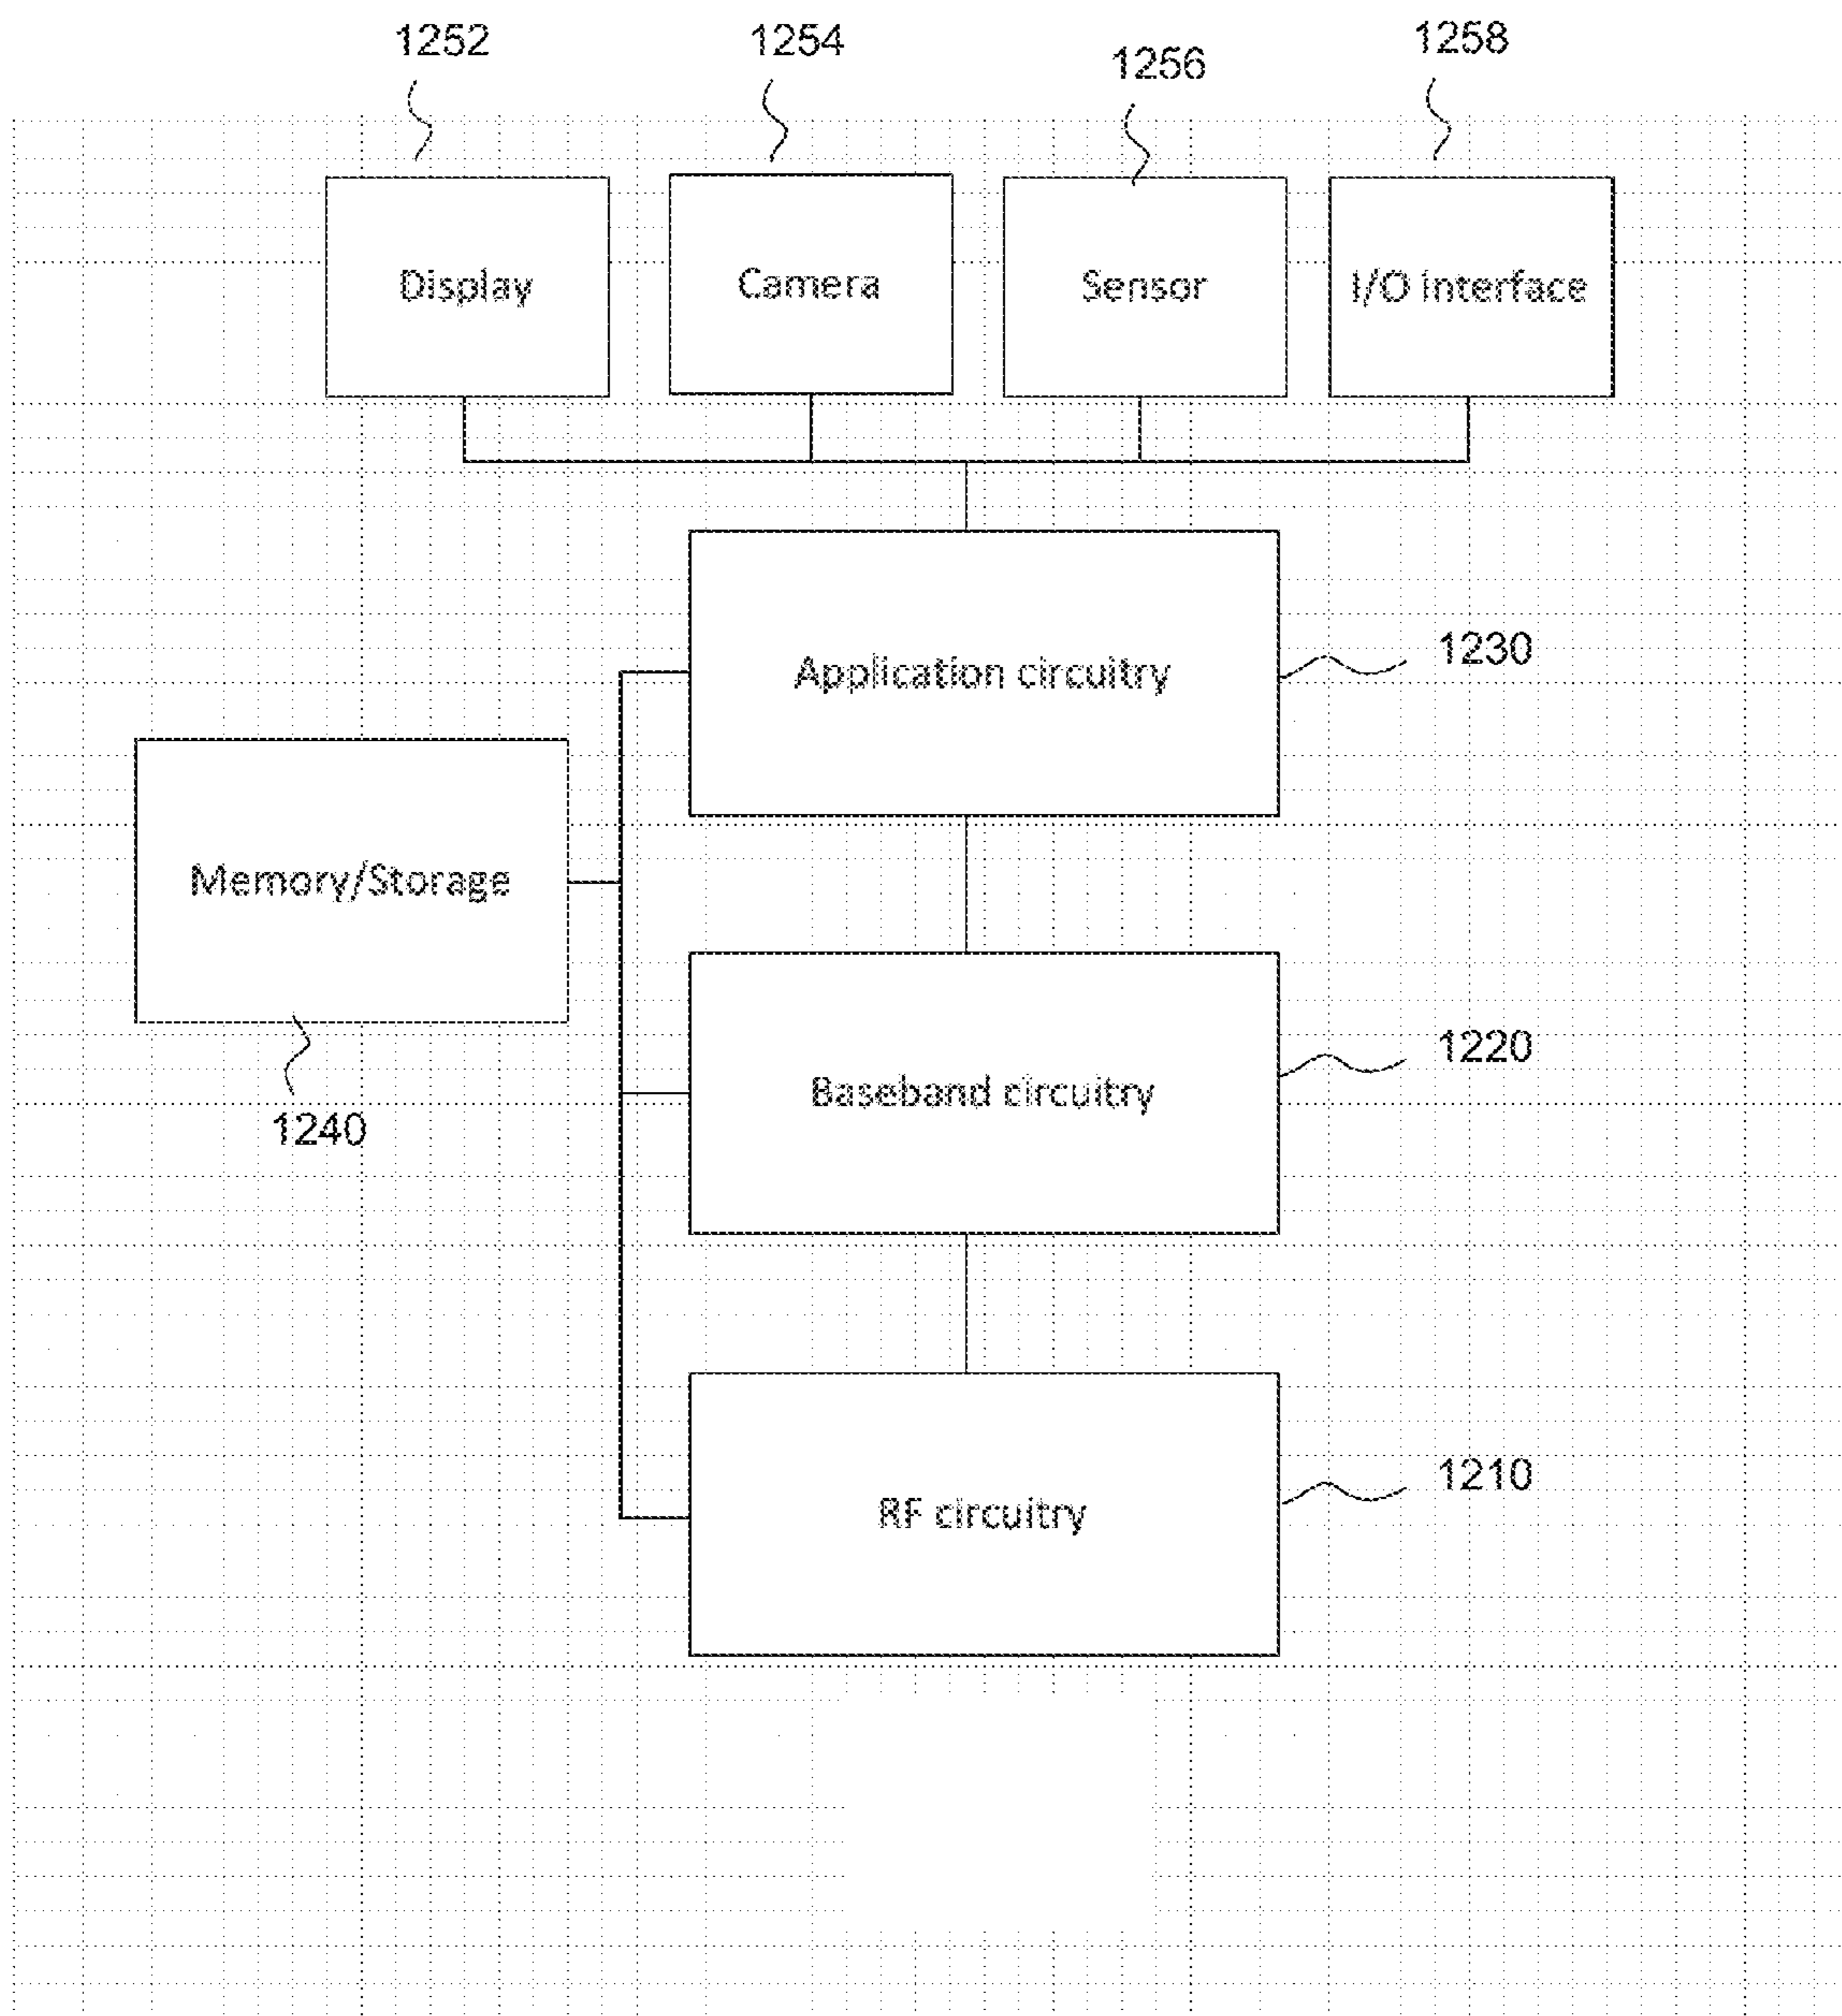 1252
1254
1256
1258
Display
Camera
Sensor
I/O interface
Application circuitry
1230
Memory/Storage
1240
Baseband circuitry
1220
RF circuitry
1210